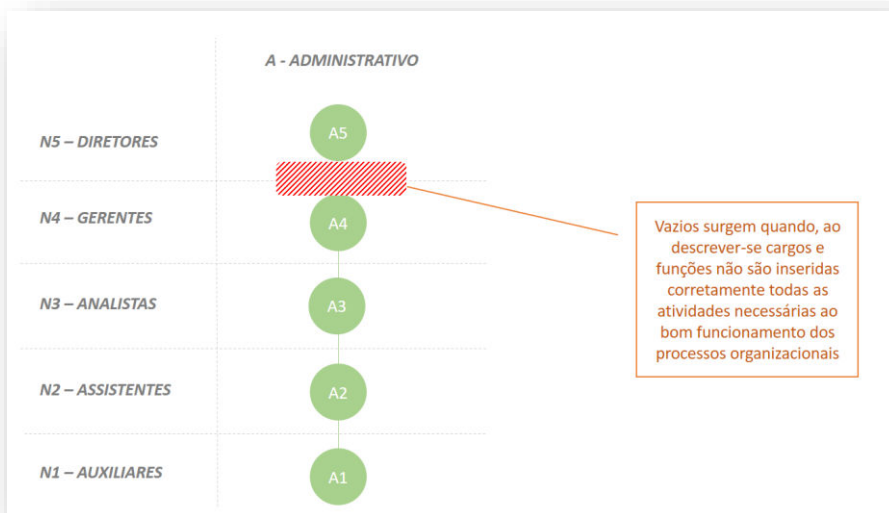 A - ADMINISTRATIVO
N5 – DIRETORES
A5
N4 – GERENTES
A4
Vazios surgem quando, ao
descrever-se cargos e
funções não são inseridas
corretamente todas as
atividades necessárias ao
bom funcionamento dos
processos organizacionais
N3 – ANALISTAS
A3
N2 – ASSISTENTES
A2
N1 – AUXILIARES
A1